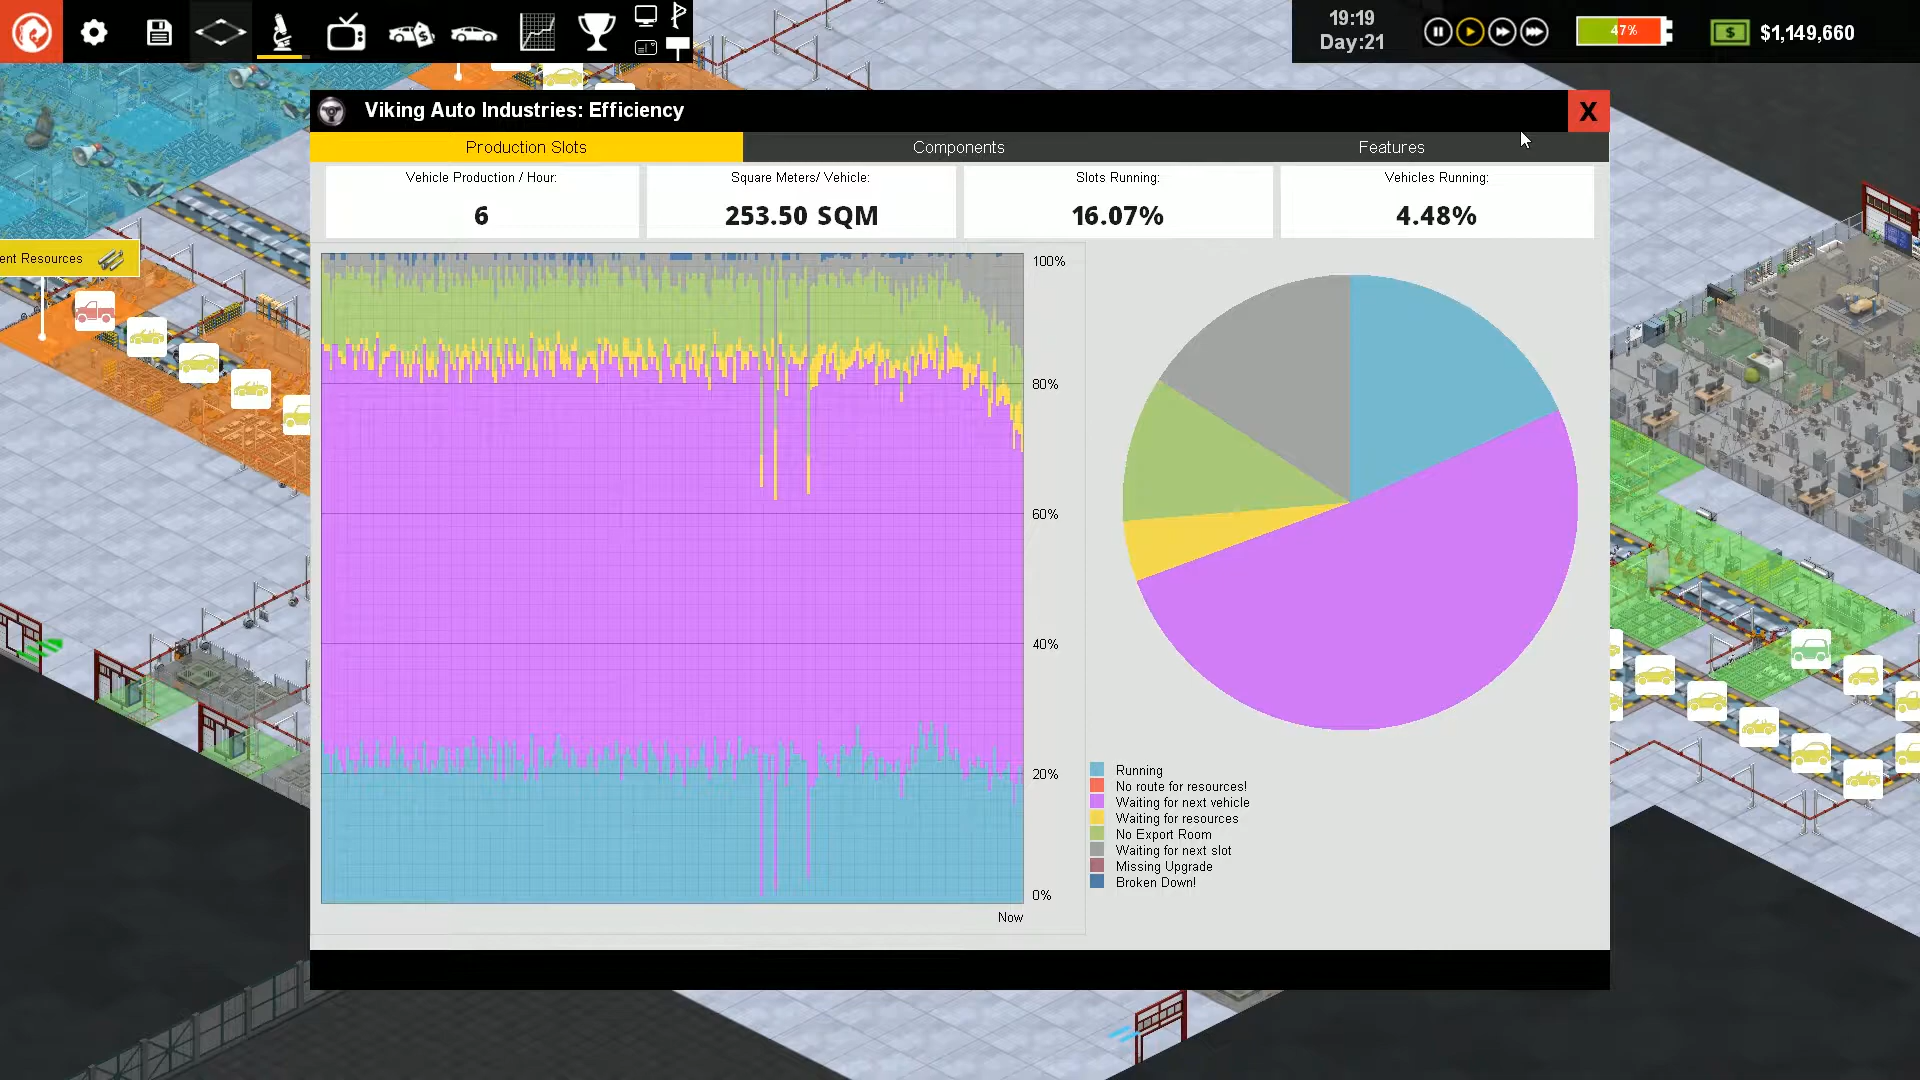 19:19
Day:21
47%
$1,149,660
Viking Auto Industries: Efficiency
X
Production Slots
Components
Features
Vehicle Production / Hour:
6
Square Meters/ Vehicle:
253.50 SQM
Slots Running:
16.07%
Vehicles Running:
4.48%
ent Resources
100%
80%
60%
40%
20%
0%
Now
Running
No route for resources!
Waiting for next vehicle
Waiting for resources
No Export Room
Waiting for next slot
Missing Upgrade
Broken Down!